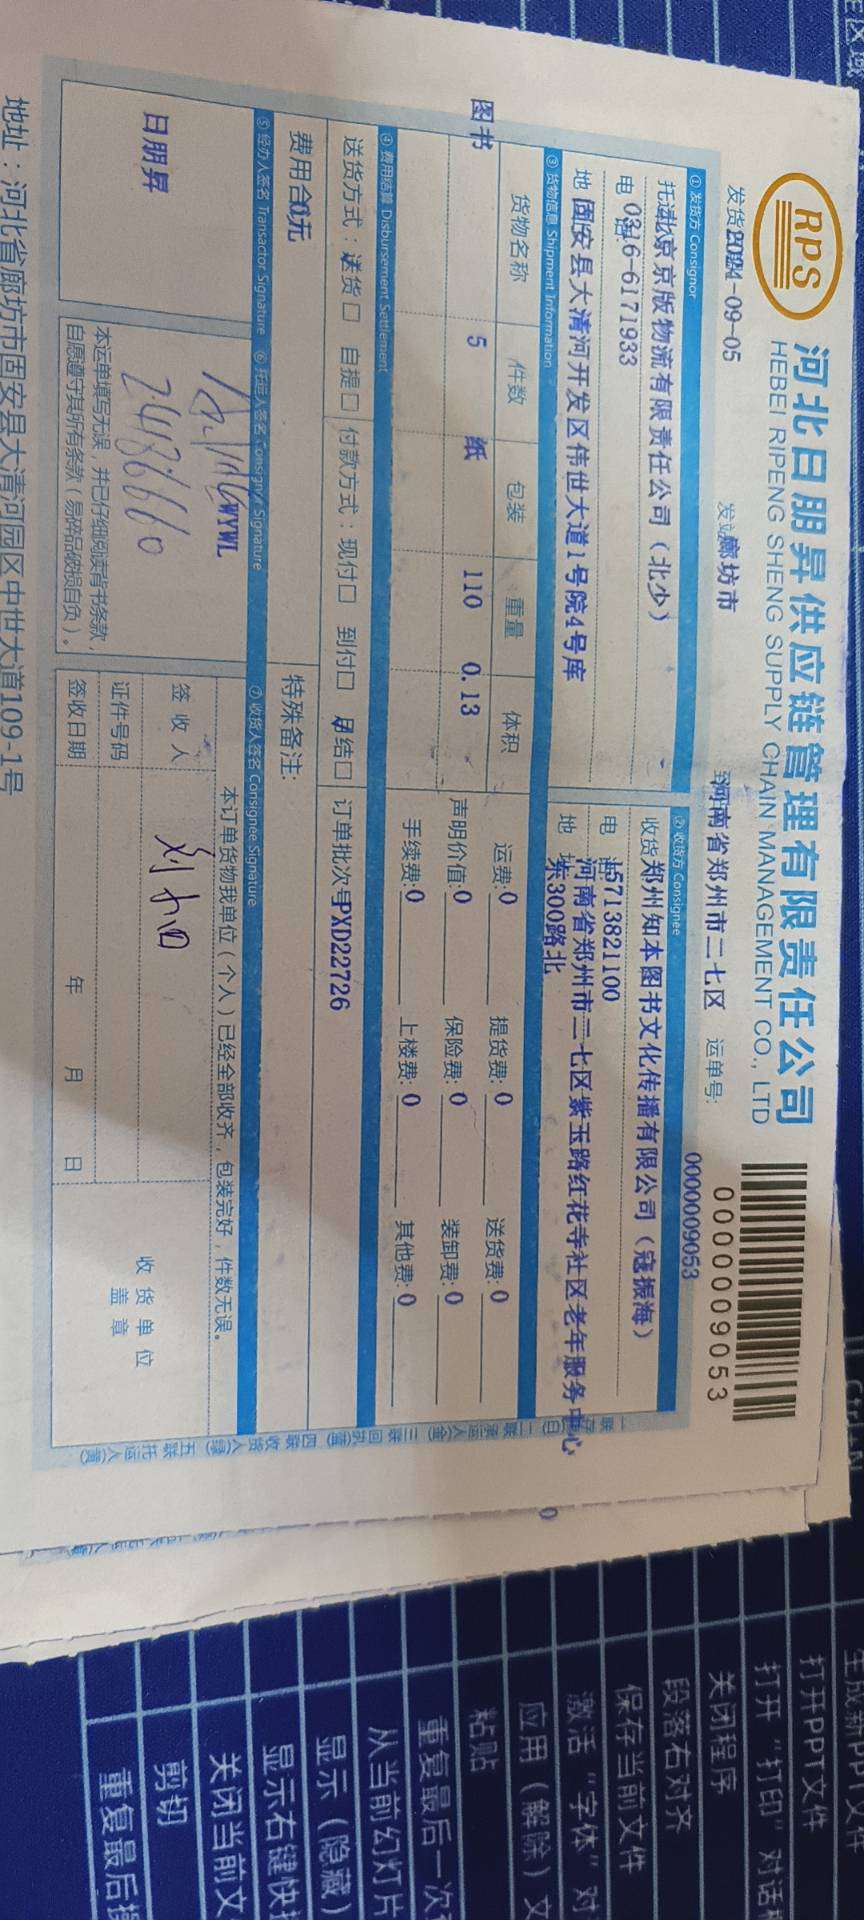 RPS
河北日朋昇供应链管理有限责任公司
HEBEI RIPENG SHENG SUPPLY CHAIN MANAGEMENT CO., LTD
0000009053
发货 2024-09-05 发站 廊坊市 到 河南省郑州市二七区 运单号: 0000009053
① 发货方 Consignor
托运 北京京版物流有限责任公司（北少）
电 0316-6171933
地 固安县大清河开发区伟世大道1号院4号库
② 收货方 Consignee
收货 郑州知本图书文化传播有限公司（寇振海）
电 15713821100
地 河南省郑州市二七区紫玉路红花寺社区老年服务中心
东300路北
0
③ 货物信息 Shipment Information
货物名称 件数 包装 重量 体积
图书 5 纸 110 0.13
运费:0 提货费: 0 送货费: 0
声明价值:0 保险费: 0 装卸费: 0
手续费:0 上楼费: 0 其他费: 0
④ 费用结算 Disbursement Settlement
送货方式：送货□ 自提□ 付款方式：现付□ 到付□ 月结□ 订单批次号PXD22726
费用合 0元
特殊备注:
⑤ 经办人签名 Transactor Signature ⑥ 托运人签名 Consignor Signature ⑦ 收货人签名 Consignee Signature
日朋昇
WYWL
本运单填写无误，并已仔细阅读背书条款，
自愿遵守其所有条款（易碎品破损自负）。
本订单货物我单位（个人）已经全部收齐，包装完好，件数无误。
签收人
证件号码
签收日期 年 月 日
收货单位
盖章
地址：河北省廊坊市固安县大清河园区中世大道109-1号
打开PPT文件
打开“打印”对话
关闭程序
段落右对齐
保存当前文件
激活“字体”对
应用（解除）文
粘贴
重复最后一次
从当前幻灯片
显示（隐藏）
显示右键快
关闭当前文
剪切
重复最后